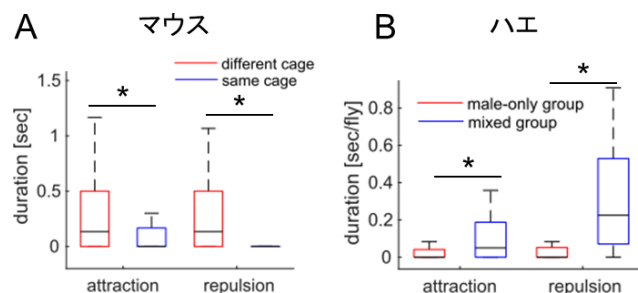 A マウス
different cage
same cage
duration [sec]
1.5
1
0.5
0
* *
attraction repulsion
B ハエ
male-only group
mixed group
duration [sec/fly]
0.8
0.6
0.4
0.2
0
* *
attraction repulsion